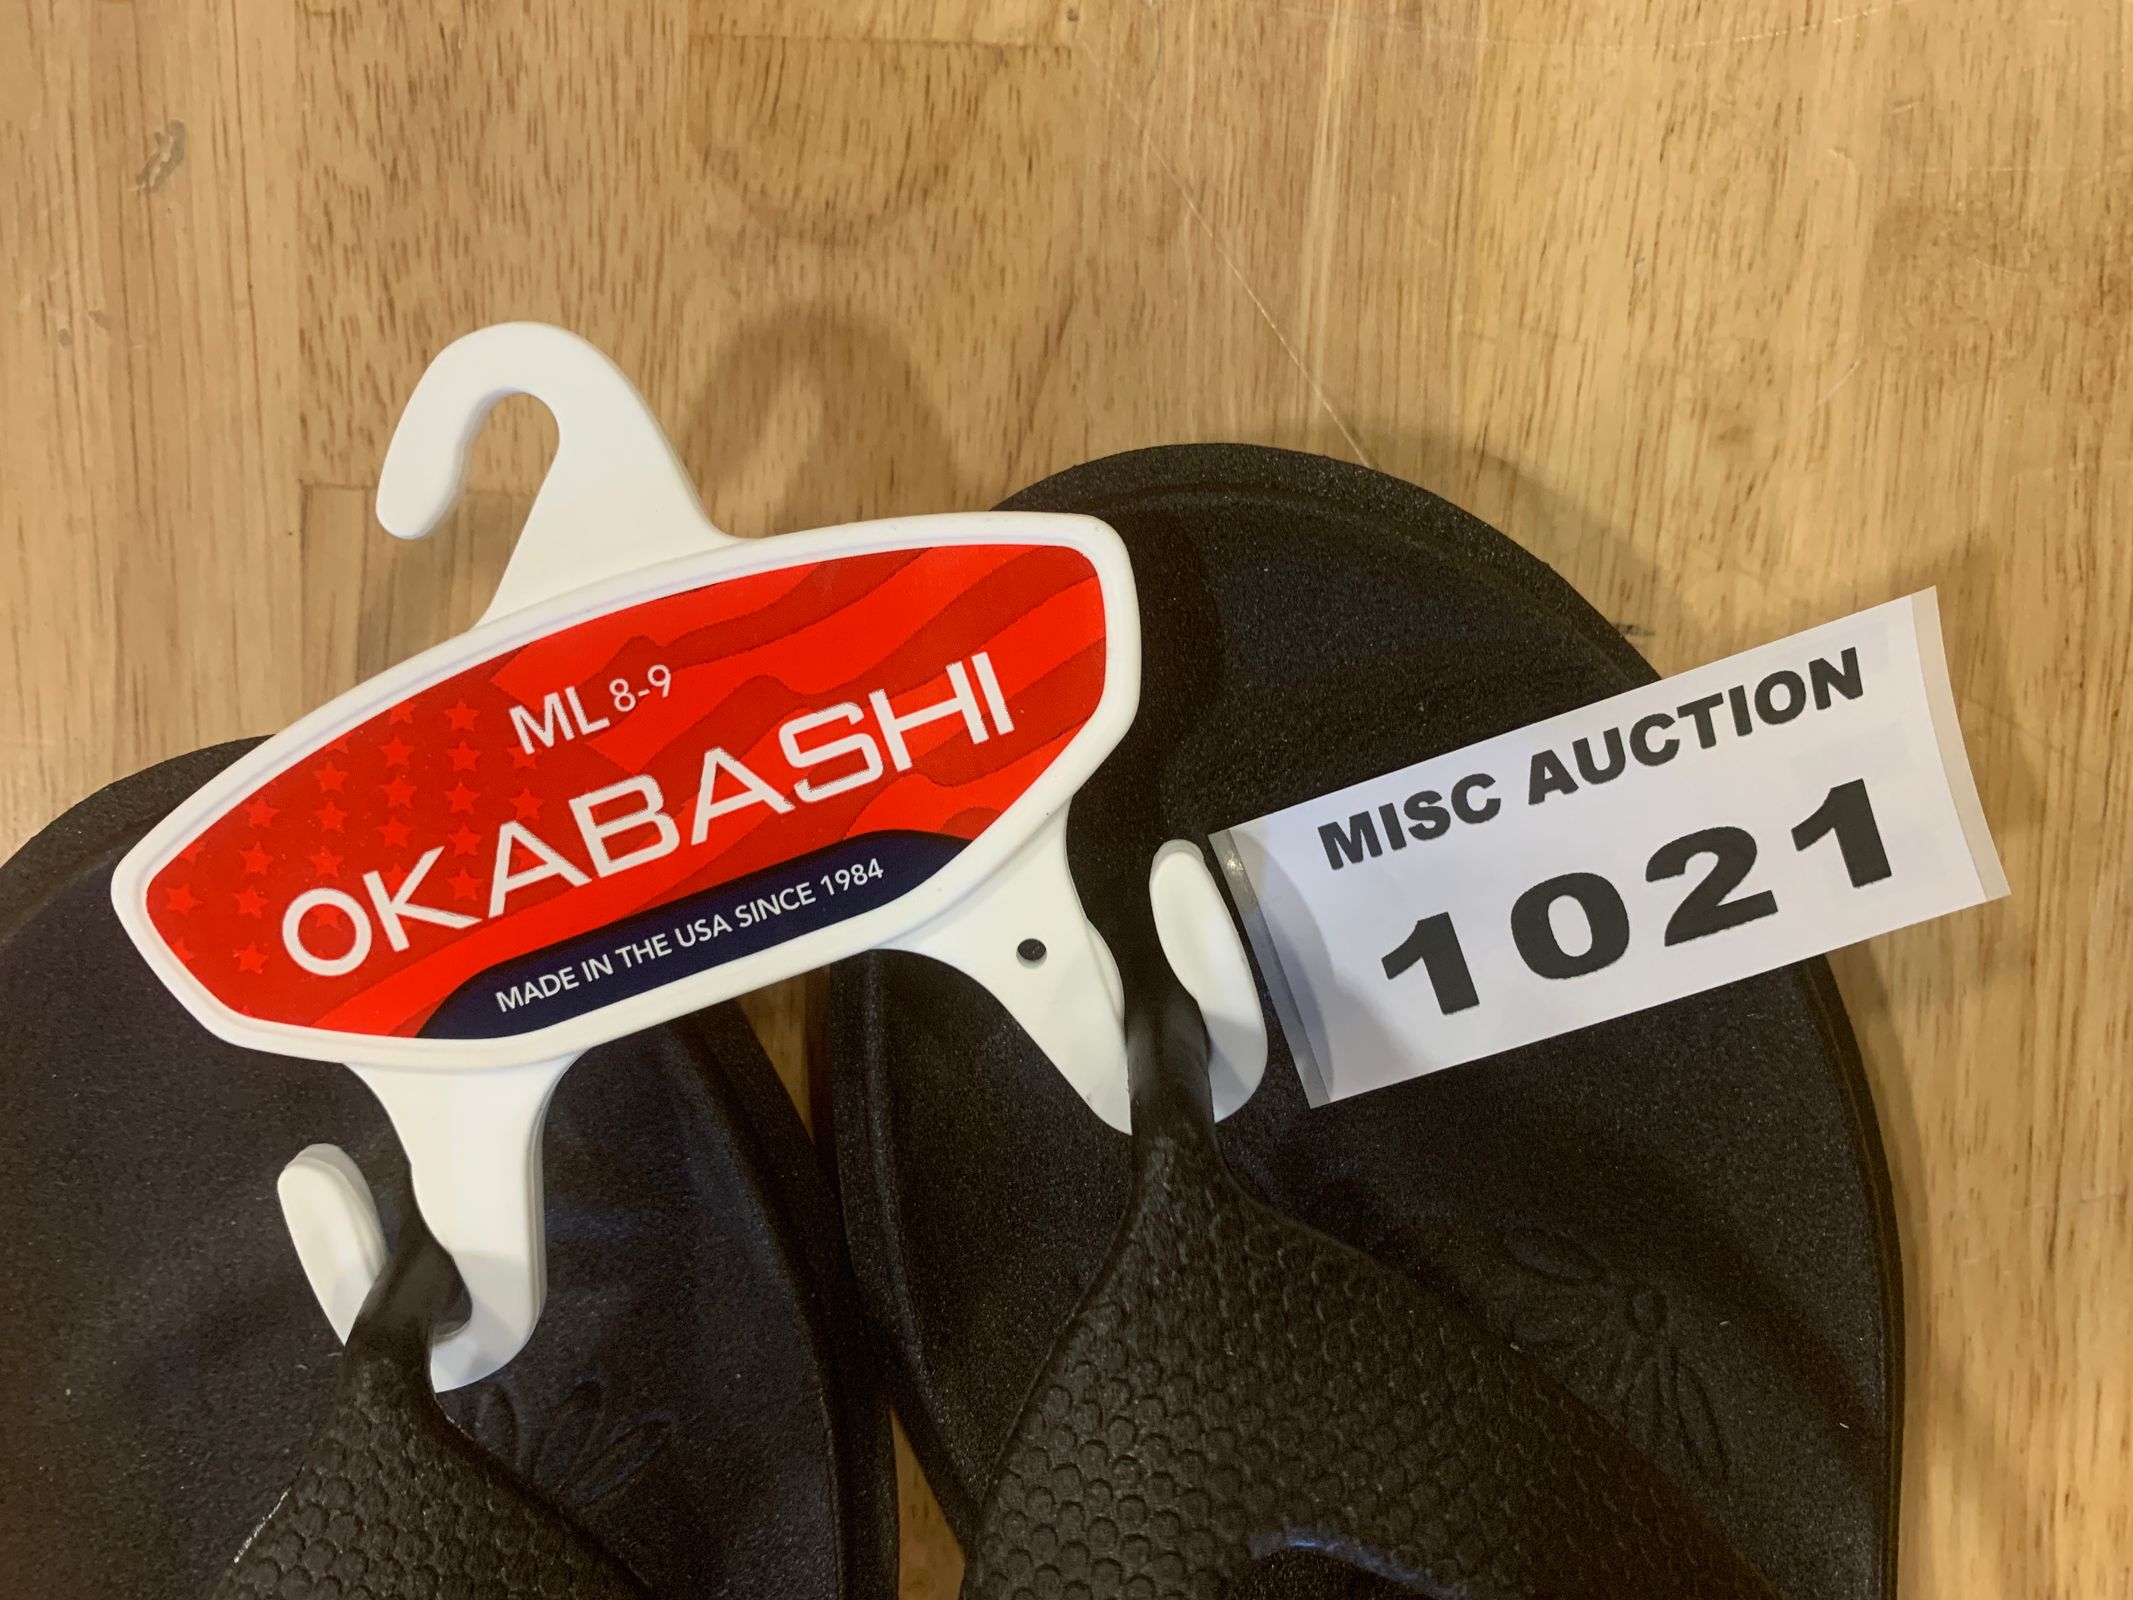 ML 8-9
OKABASHI
MADE IN THE USA SINCE 1984
MISC AUCTION
1021